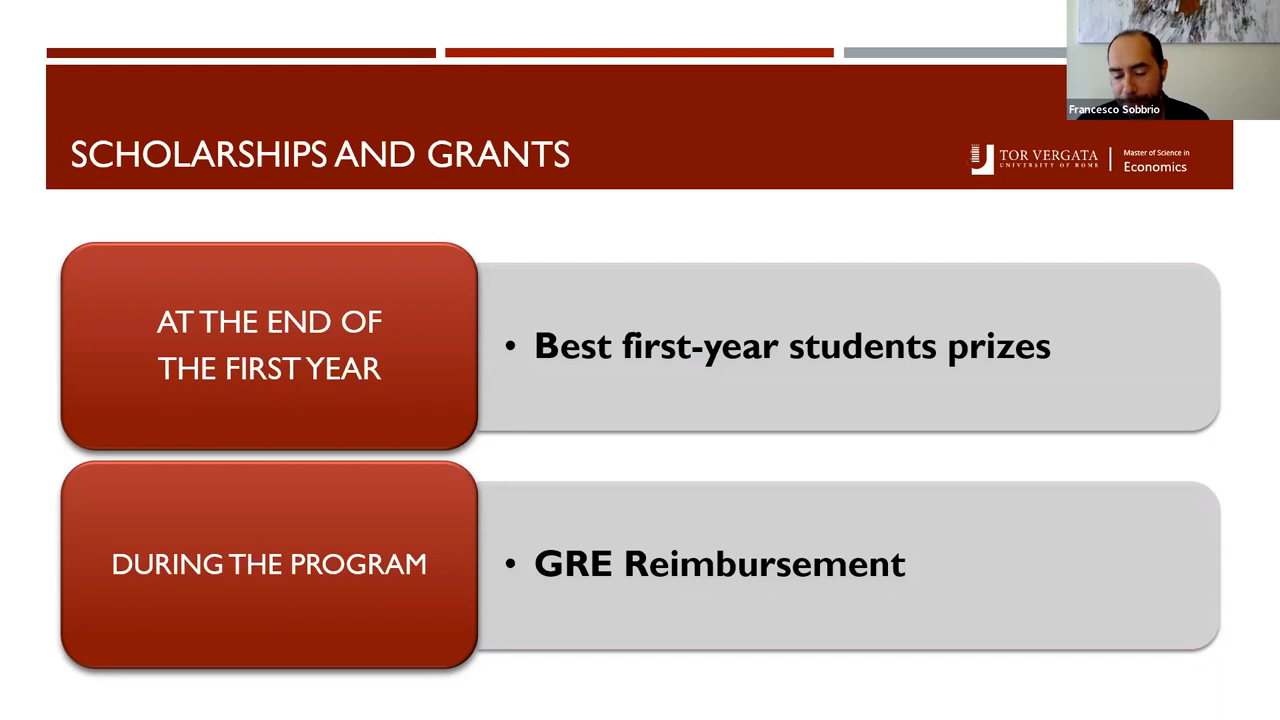 Francesco Sobbrio
SCHOLARSHIPS AND GRANTS
TOR VERGATA
UNIVERSITY OF ROME
Master of Science in
Economics
AT THE END OF
THE FIRST YEAR
• Best first-year students prizes
DURING THE PROGRAM
• GRE Reimbursement